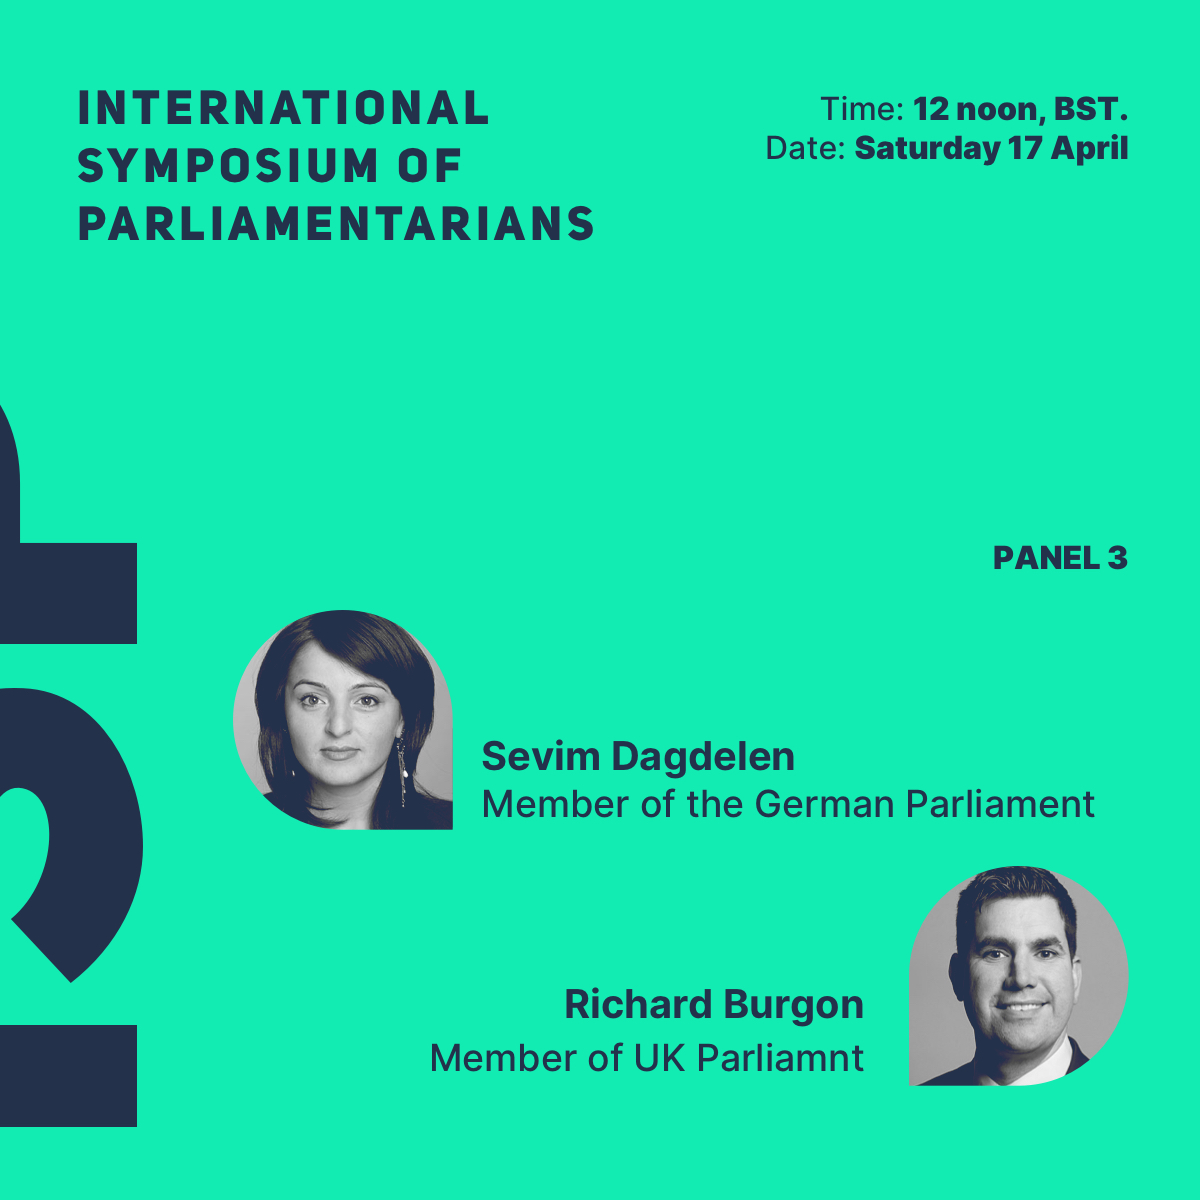 INTERNATIONAL
SYMPOSIUM OF
PARLIAMENTARIANS
Time: 12 noon, BST.
Date: Saturday 17 April
PANEL 3
Sevim Dagdelen
Member of the German Parliament
Richard Burgon
Member of UK Parliamnt